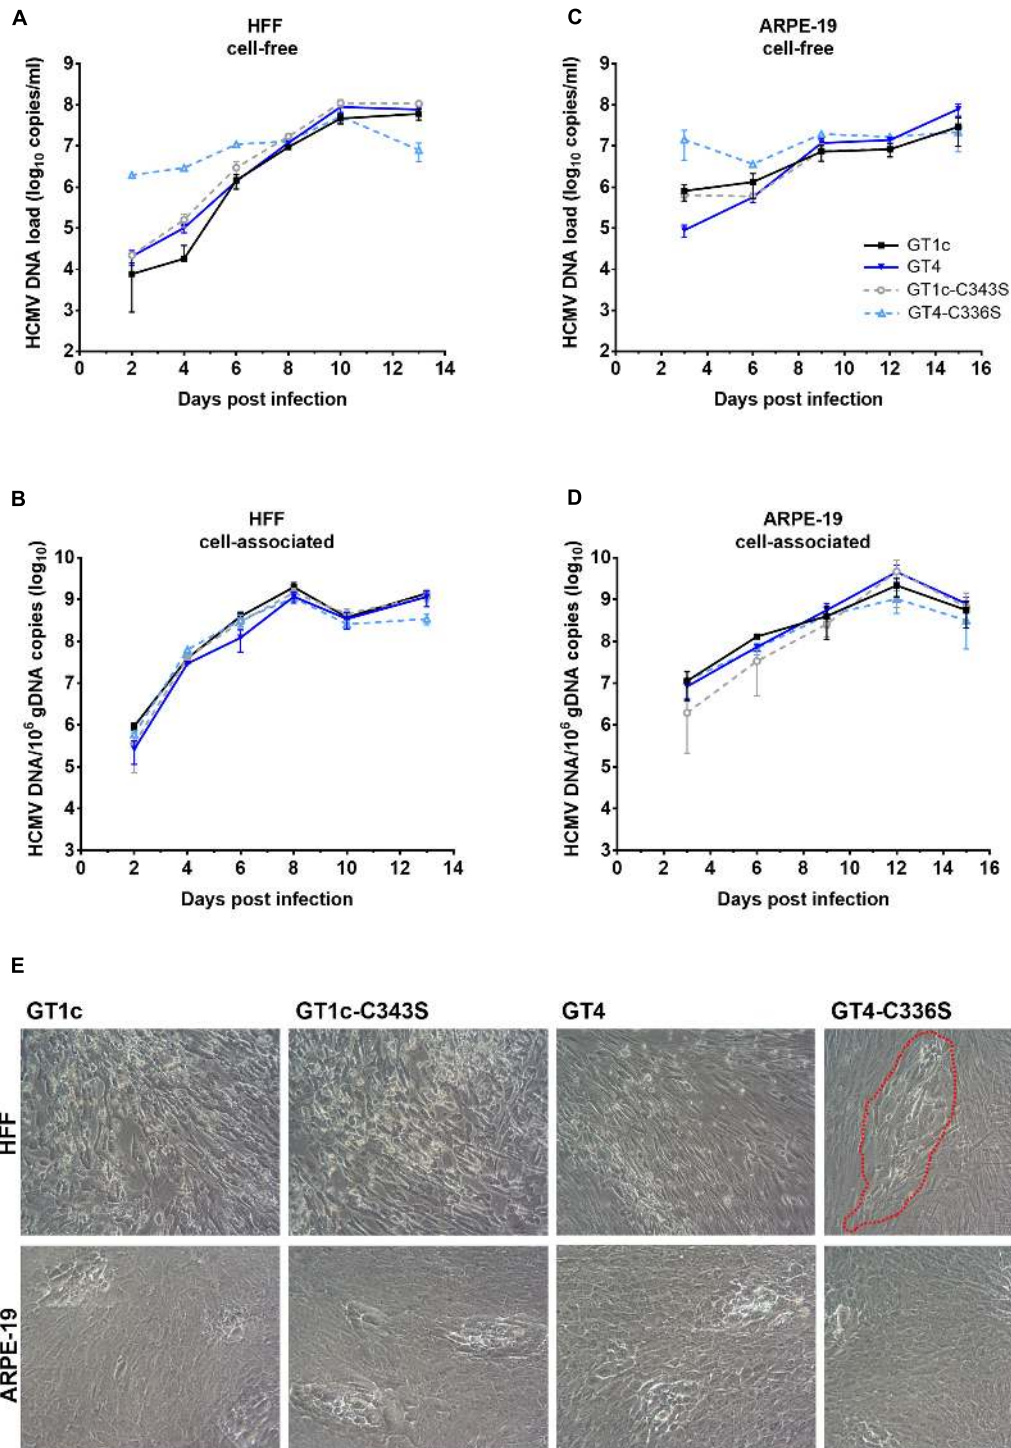 A
HFF
cell-free
HCMV DNA load (log10 copies/ml)
9
8
7
6
5
4
3
2
0 2 4 6 8 10 12 14
Days post infection
C
ARPE-19
cell-free
HCMV DNA load (log10 copies/ml)
9
8
7
6
5
4
3
2
0 2 4 6 8 10 12 14 16
Days post infection
GT1c
GT4
GT1c-C343S
GT4-C336S
B
HFF
cell-associated
HCMV DNA/10⁶ gDNA copies (log10)
10
9
8
7
6
5
4
3
0 2 4 6 8 10 12 14
Days post infection
D
ARPE-19
cell-associated
HCMV DNA/10⁶ gDNA copies (log10)
10
9
8
7
6
5
4
3
0 2 4 6 8 10 12 14 16
Days post infection
E
GT1c GT1c-C343S GT4 GT4-C336S
HFF
ARPE-19